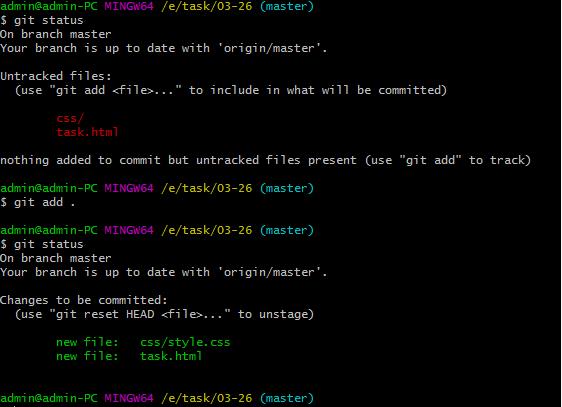 admin@admin-PC MINGW64 /e/task/03-26 (master)
$ git status
On branch master
Your branch is up to date with 'origin/master'.
Untracked files:
(use "git add <file>..." to include in what will be committed)
css/
task.html
nothing added to commit but untracked files present (use "git add" to track)
admin@admin-PC MINGW64 /e/task/03-26 (master)
$ git add .
admin@admin-PC MINGW64 /e/task/03-26 (master)
$ git status
On branch master
Your branch is up to date with 'origin/master'.
Changes to be committed:
(use "git reset HEAD <file>..." to unstage)
new file:   css/style.css
new file:   task.html
admin@admin-PC MINGW64 /e/task/03-26 (master)